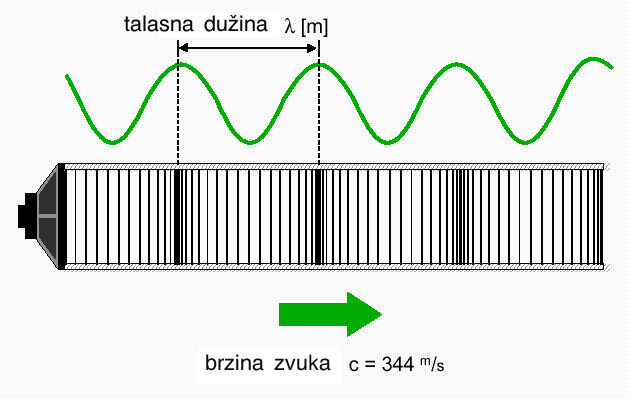 talasna dužina λ [m]
brzina zvuka c = 344 m/s